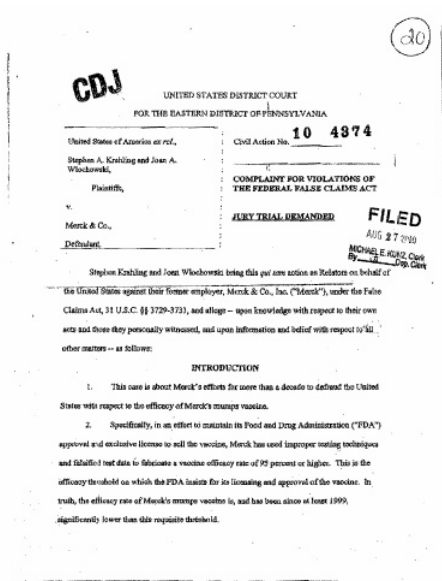 20
CDJ
UNITED STATES DISTRICT COURT
FOR THE EASTERN DISTRICT OF PENNSYLVANIA
United States of America ex rel.,
Stephen A. Krahling and Joan A.
Wlochowski,
Plaintiffs,
v.
Merck & Co.,
Defendant.
Civil Action No. 10 4374
COMPLAINT FOR VIOLATIONS OF
THE FEDERAL FALSE CLAIMS ACT
JURY TRIAL DEMANDED
FILED
AUG 27 2010
MICHAEL E. KUNZ, Clerk
By Dep. Clerk
Stephen Krahling and Joan Wlochowski bring this qui tam action as Relators on behalf of
the United States against their former employer, Merck & Co., Inc. ("Merck"), under the False
Claims Act, 31 U.S.C. §§ 3729-3733, and allege -- upon knowledge with respect to their own
acts and those they personally witnessed, and upon information and belief with respect to all
other matters -- as follows:
INTRODUCTION
1. This case is about Merck's efforts for more than a decade to defraud the United
States with respect to the efficacy of Merck's mumps vaccine.
2. Specifically, in an effort to maintain its Food and Drug Administration ("FDA")
approval and exclusive license to sell the vaccine, Merck has used improper testing techniques
and falsified test data to fabricate a vaccine efficacy rate of 95 percent or higher. This is the
efficacy threshold on which the FDA insists for its licensing and approval of the vaccine. In
truth, the efficacy rate of Merck's mumps vaccine is, and has been since at least 1999,
significantly lower than this requisite threshold.